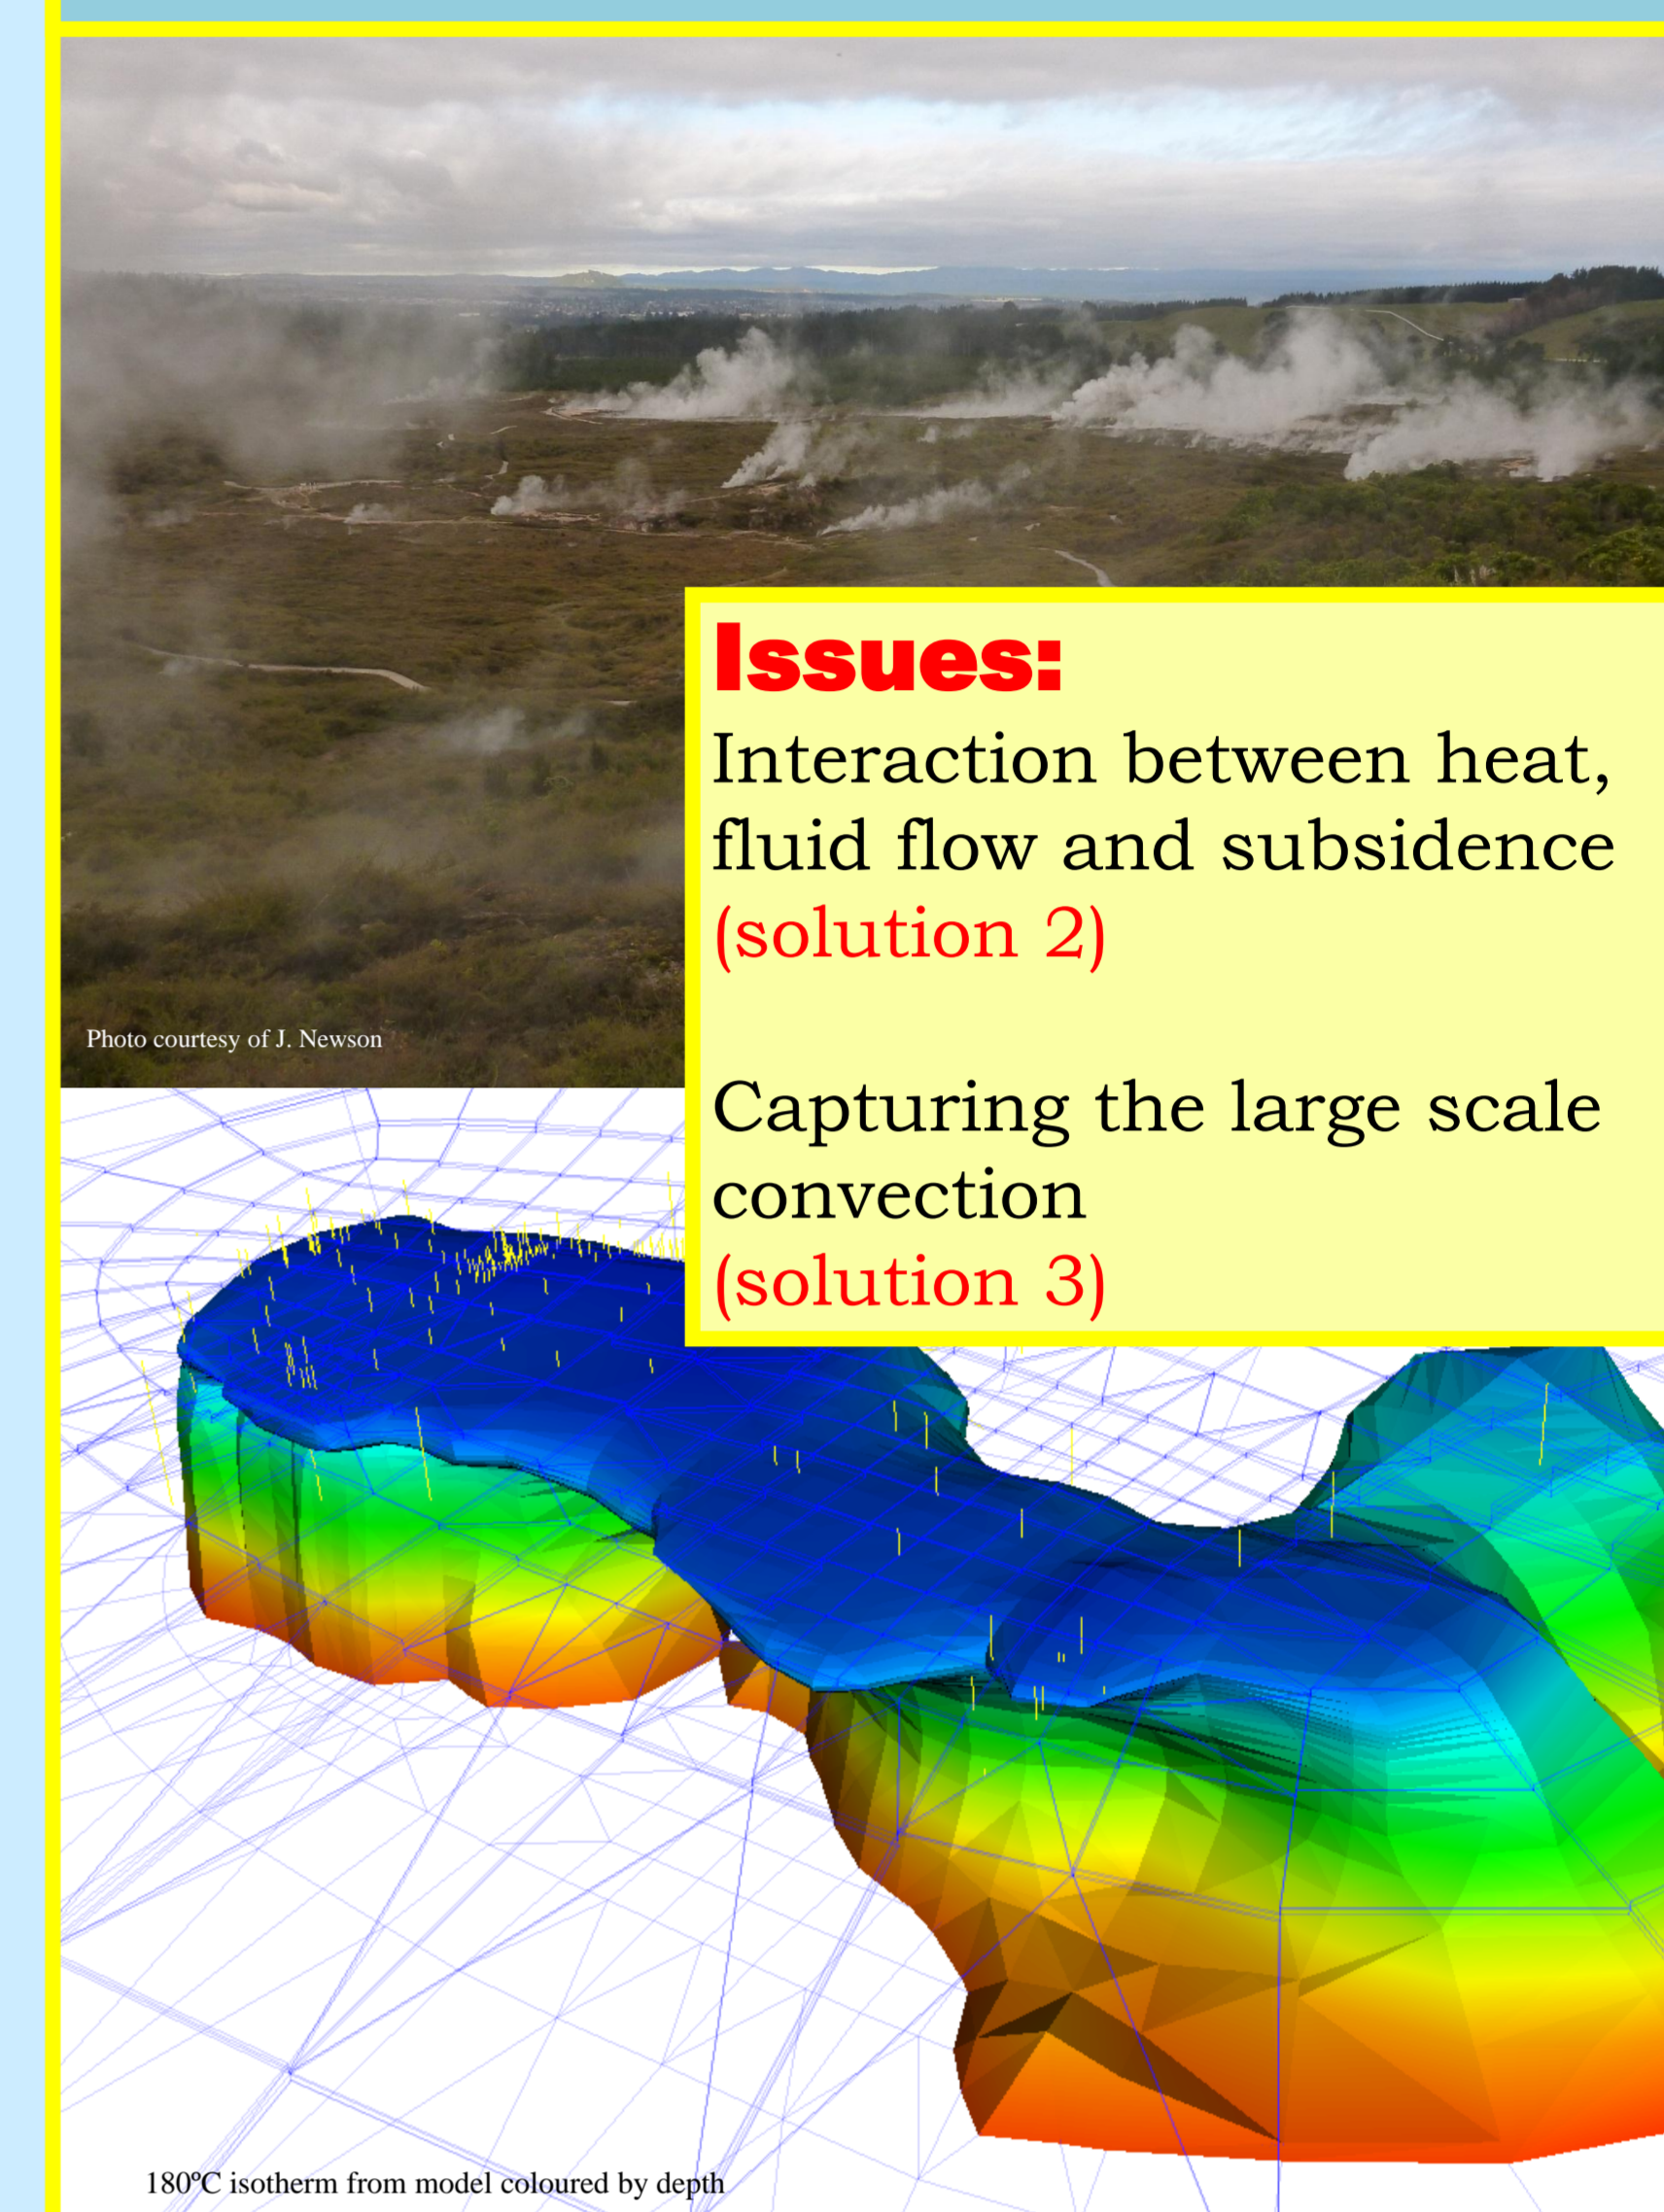 Issues:
Interaction between heat,
fluid flow and subsidence
(solution 2)
Capturing the large scale
convection
(solution 3)
Photo courtesy of J. Newson
180ºC isotherm from model coloured by depth